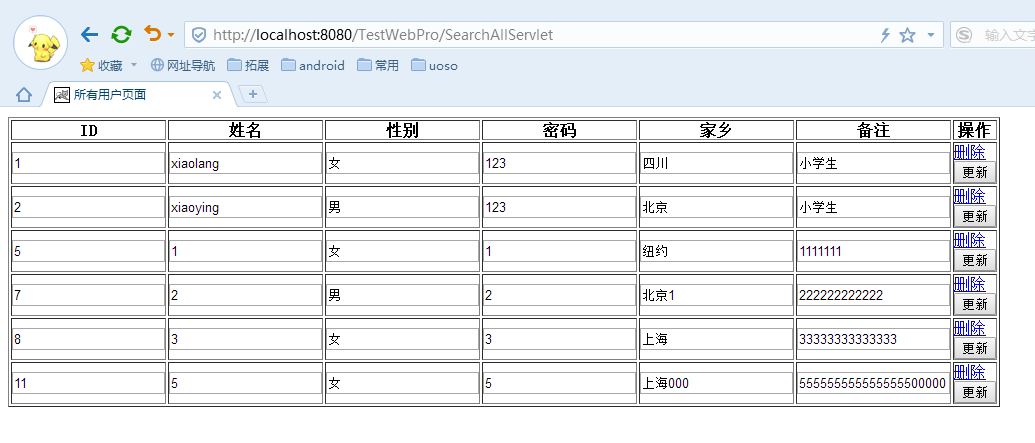 http://localhost:8080/TestWebPro/SearchAllServlet
输入文字
收藏 网址导航 拓展 android 常用 uoso
所有用户页面
ID 姓名 性别 密码 家乡 备注 操作
1 xiaolang 女 123 四川 小学生 删除
更新
2 xiaoying 男 123 北京 小学生 删除
更新
5 1 女 1 纽约 1111111 删除
更新
7 2 男 2 北京1 222222222222 删除
更新
8 3 女 3 上海 33333333333333 删除
更新
11 5 女 5 上海000 555555555555555500000 删除
更新